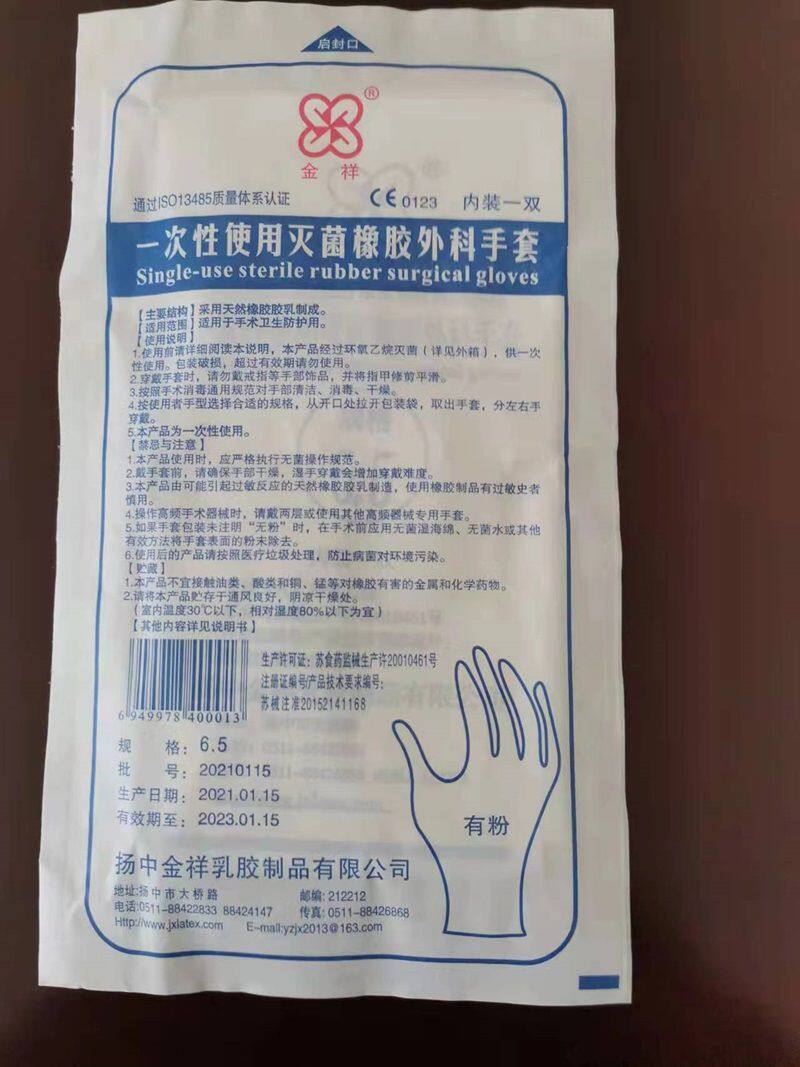 启封口
®
金祥
通过ISO13485质量体系认证 CE 0123 内装一双
一次性使用灭菌橡胶外科手套
Single-use sterile rubber surgical gloves
【主要结构】采用天然橡胶胶乳制成。
【适用范围】适用于手术卫生防护用。
【使用说明】
1.使用前请详细阅读本说明，本产品经过环氧乙烷灭菌（详见外箱），供一次
性使用。包装破损，超过有效期请勿使用。
2.穿戴手套时，请勿戴戒指等手部饰品，并将指甲修剪平滑。
3.按照手术消毒通用规范对手部清洁、消毒、干燥。
4.按使用者手型选择合适的规格，从开口处拉开包装袋，取出手套，分左右手
穿戴。
5.本产品为一次性使用。
【禁忌与注意】
1.本产品使用时，应严格执行无菌操作规范。
2.戴手套前，请确保手部干燥，湿手穿戴会增加穿戴难度。
3.本产品由可能引起过敏反应的天然橡胶胶乳制造，使用橡胶制品有过敏史者
慎用。
4.操作高频手术器械时，请戴两层或使用其他高频器械专用手套。
5.如果手套包装未注明“无粉”时，在手术前应用无菌湿海绵、无菌水或其他
有效方法将手套表面的粉末除去。
6.使用后的产品请按照医疗垃圾处理，防止病菌对环境污染。
【贮藏】
1.本产品不宜接触油类、酸类和铜、锰等对橡胶有害的金属和化学药物。
2.请将本产品贮存于通风良好，阴凉干燥处。
（室内温度30℃以下，相对湿度80%以下为宜）
【其他内容详见说明书】
生产许可证：苏食药监械生产许20010461号
注册证编号/产品技术要求编号：
苏械注准20152141168
6 949978 400013
规 格：6.5
批 号：20210115
生产日期：2021.01.15
有效期至：2023.01.15
有粉
扬中金祥乳胶制品有限公司
地址:扬中市大桥路 邮编: 212212
电话:0511-88422833 88424147 传真: 0511-88426868
Http://www.jxlatex.com E-mail:yzjx2013@163.com